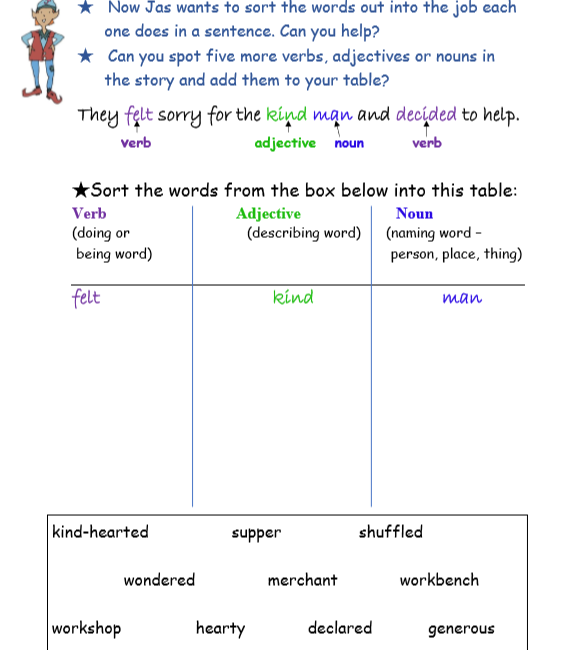 ★ Now Jas wants to sort the words out into the job each
one does in a sentence. Can you help?
★ Can you spot five more verbs, adjectives or nouns in
the story and add them to your table?
They felt sorry for the kind man and decided to help.
verb adjective noun verb
★Sort the words from the box below into this table:
Verb Adjective Noun
(doing or (describing word) (naming word –
being word) person, place, thing)
felt kind man
kind-hearted supper shuffled
wondered merchant workbench
workshop hearty declared generous